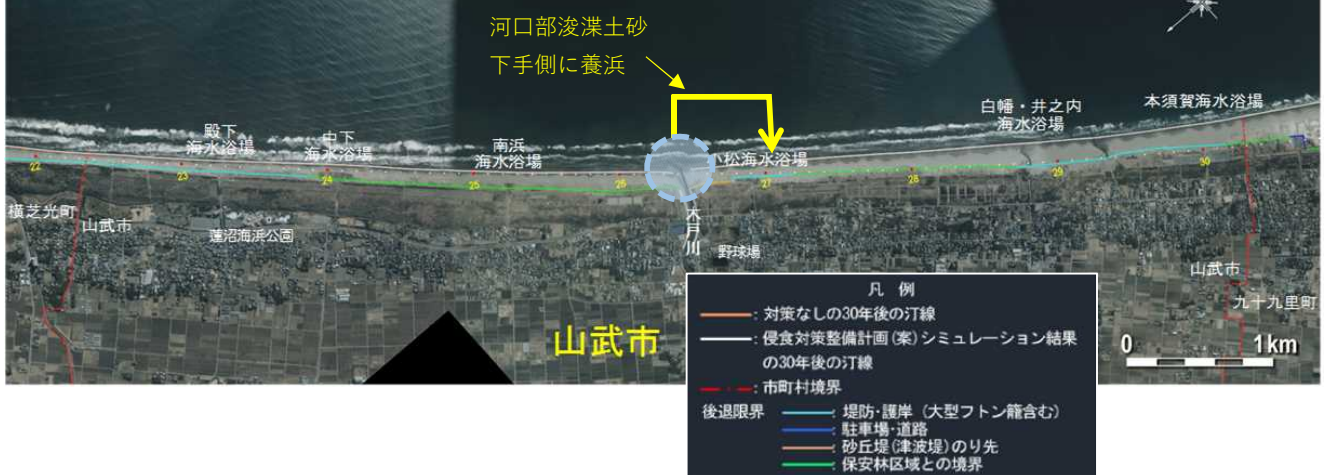 河口部浚渫土砂
下手側に養浜
白幡・井之内
海水浴場
本須賀海水浴場
殿下
海水浴場
中下
海水浴場
南浜
海水浴場
小松海水浴場
22
23
24
25
26
27
28
29
30
横芝光町
山武市
蓮沼海浜公園
木戸川
野球場
山武市
山武市
九十九里町
0 1km
凡 例
: 対策なしの30年後の汀線
: 侵食対策整備計画(案)シミュレーション結果
の30年後の汀線
: 市町村境界
後退限界
: 堤防・護岸 (大型フトン籠含む)
: 駐車場・道路
: 砂丘堤(津波堤)のり先
: 保安林区域との境界